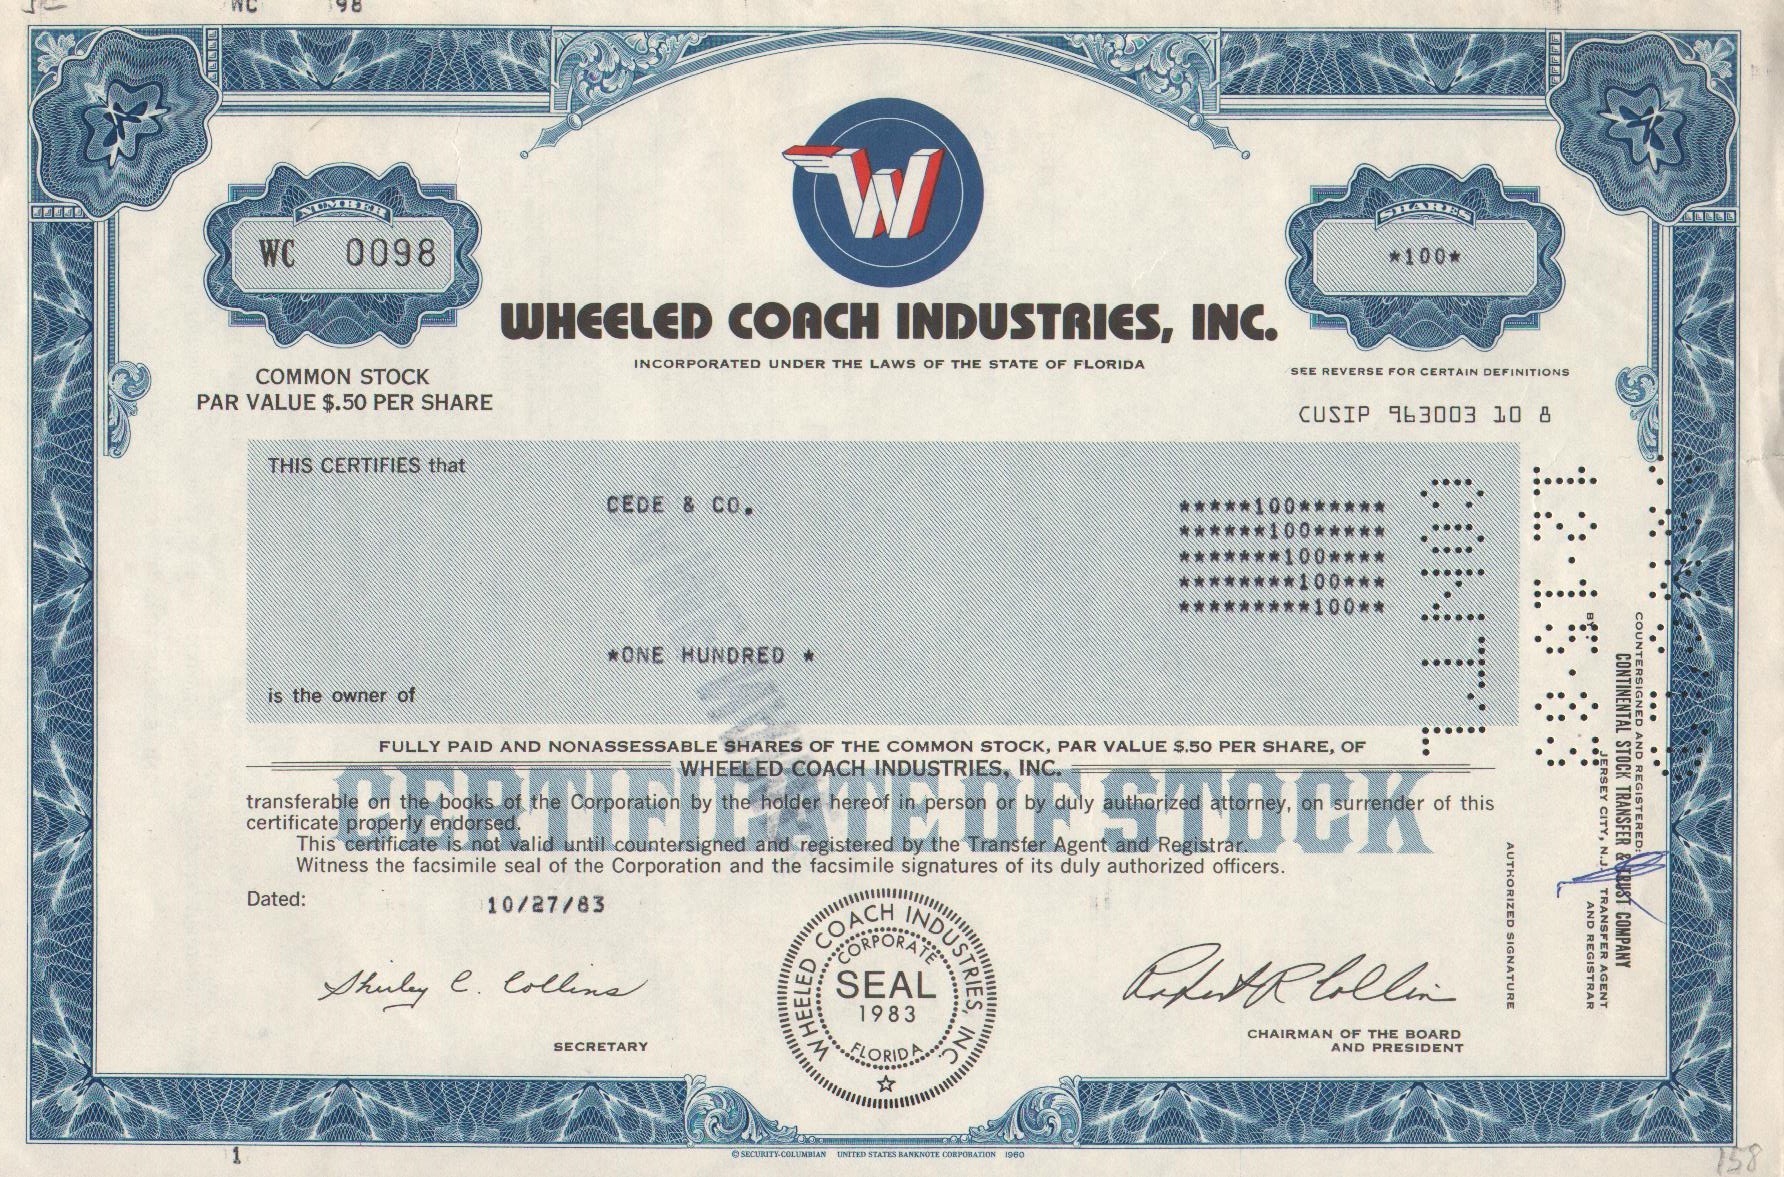 WC 98
NUMBER
WC 0098
W
SHARES
*100*
WHEELED COACH INDUSTRIES, INC.
INCORPORATED UNDER THE LAWS OF THE STATE OF FLORIDA
COMMON STOCK
PAR VALUE $.50 PER SHARE
SEE REVERSE FOR CERTAIN DEFINITIONS
CUSIP 963003 10 8
THIS CERTIFIES that
CEDE & CO.
*****100******
******100*****
*******100****
********100***
*********100**
*ONE HUNDRED *
is the owner of
FULLY PAID AND NONASSESSABLE SHARES OF THE COMMON STOCK, PAR VALUE $.50 PER SHARE, OF
WHEELED COACH INDUSTRIES, INC.
CERTIFICATE OF STOCK
transferable on the books of the Corporation by the holder hereof in person or by duly authorized attorney, on surrender of this
certificate properly endorsed.
This certificate is not valid until countersigned and registered by the Transfer Agent and Registrar.
Witness the facsimile seal of the Corporation and the facsimile signatures of its duly authorized officers.
Dated: 10/27/83
Shirley C. Collins
SECRETARY
WHEELED COACH INDUSTRIES, INC.
CORPORATE
SEAL
1983
FLORIDA
Robert R Collin
CHAIRMAN OF THE BOARD
AND PRESIDENT
COUNTERSIGNED AND REGISTERED:
CONTINENTAL STOCK TRANSFER & TRUST COMPANY
JERSEY CITY, N.J. TRANSFER AGENT
AND REGISTRAR
BY:
AUTHORIZED SIGNATURE
1
© SECURITY-COLUMBIAN UNITED STATES BANKNOTE CORPORATION 1960
158